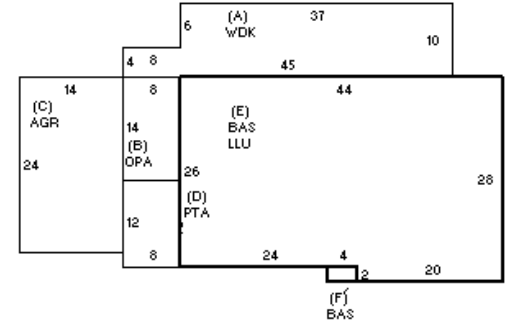 (A) 37
6
WDK
10
4 8
45
14 8 44
(C)
AGR
(E)
BAS
LLU
14
(B)
OPA
24
26
28
(D)
PTA
12
8 24 4
2 20
(F)
BAS